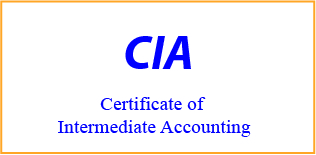 CIA
Certificate of
Intermediate Accounting